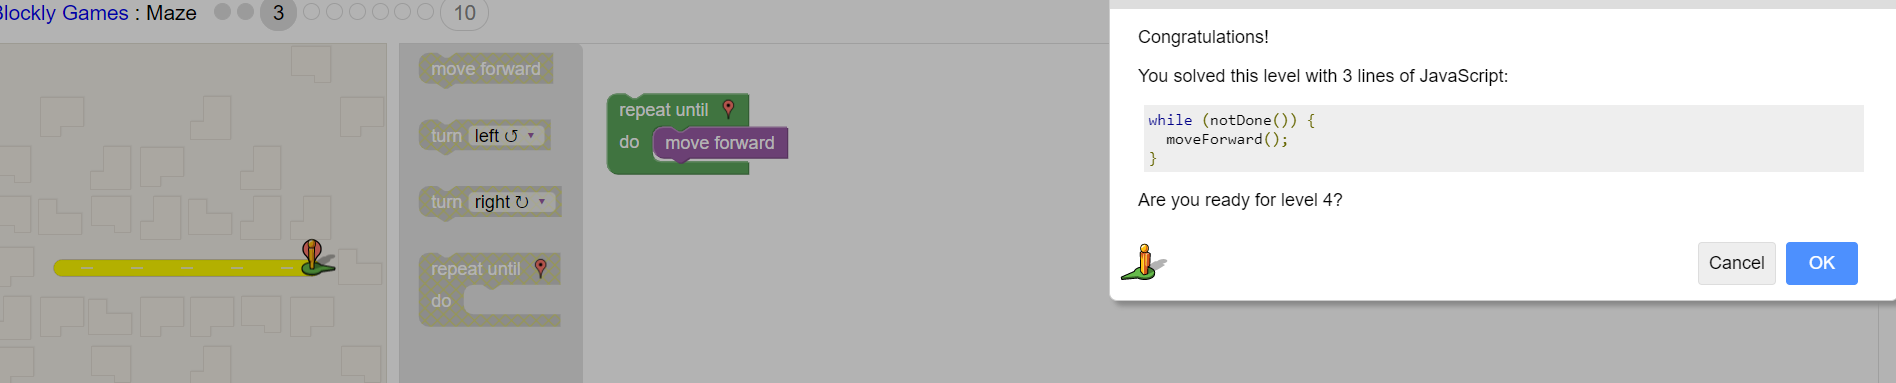 Blockly Games : Maze 3 10
move forward
turn left ↺ ▾
turn right ↻ ▾
repeat until
do
repeat until
do move forward
Congratulations!
You solved this level with 3 lines of JavaScript:
while (notDone()) {
  moveForward();
}
Are you ready for level 4?
Cancel OK